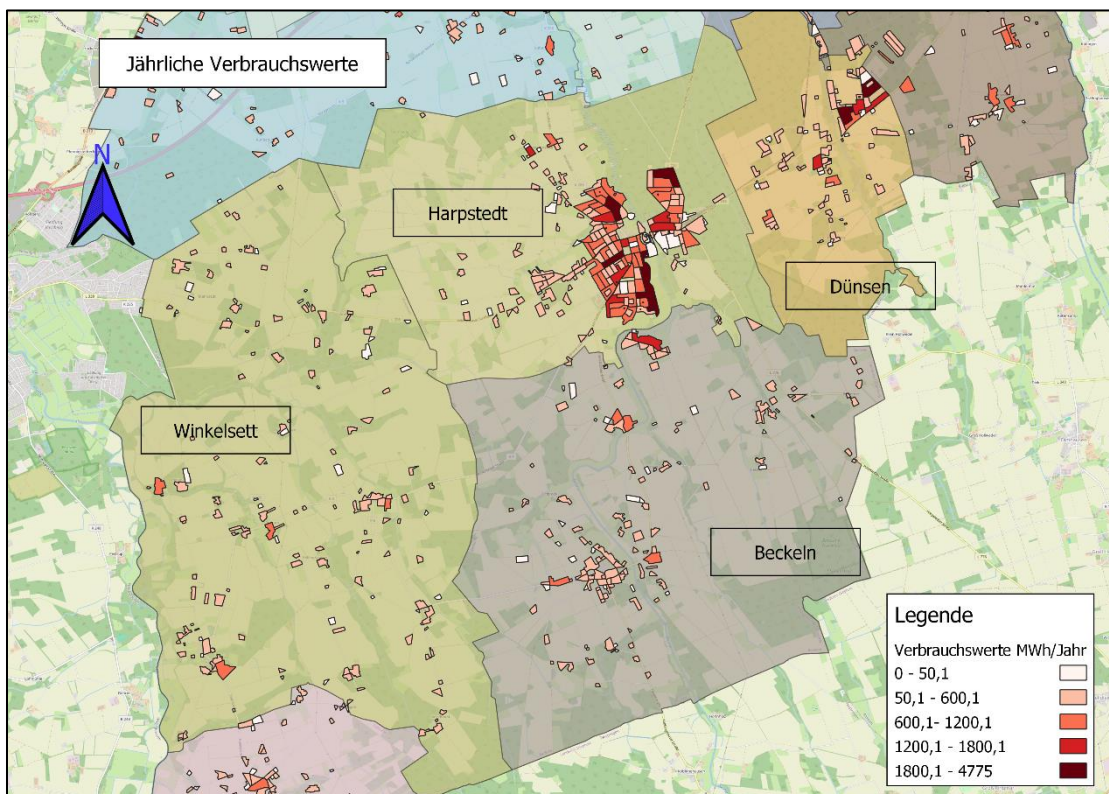 Jährliche Verbrauchswerte
N
Harpstedt
Dünsen
Winkelsett
Beckeln
Legende
Verbrauchswerte MWh/Jahr
0 - 50,1
50,1 - 600,1
600,1- 1200,1
1200,1 - 1800,1
1800,1 - 4775